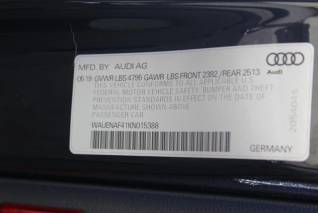 MFD. BY AUDI AG
06 19 GVWR LBS 4796 GAWR LBS FRONT 2382 / REAR 2513
THIS VEHICLE CONFORMS TO ALL APPLICABLE U.S.
FEDERAL MOTOR VEHICLE SAFETY, BUMPER, AND
THEFT PREVENTION STANDARDS IN EFFECT ON THE
DATE OF MANUFACTURE SHOWN ABOVE
PASSENGER CAR
WAUENAF41KN015388
GERMANY
Audi